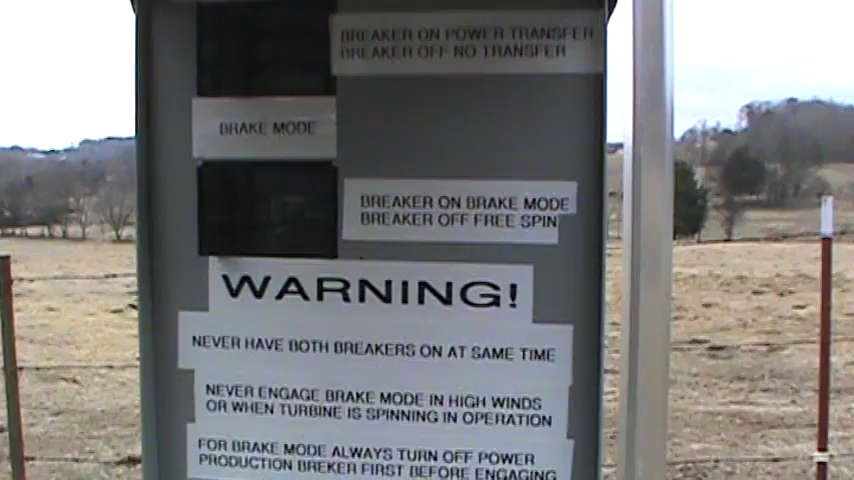 BREAKER ON POWER TRANSFER
BREAKER OFF NO TRANSFER
BRAKE MODE
BREAKER ON BRAKE MODE
BREAKER OFF FREE SPIN
WARNING!
NEVER HAVE BOTH BREAKERS ON AT SAME TIME
NEVER ENGAGE BRAKE MODE IN HIGH WINDS
OR WHEN TURBINE IS SPINNING IN OPERATION
FOR BRAKE MODE ALWAYS TURN OFF POWER
PRODUCTION BREKER FIRST BEFORE ENGAGING